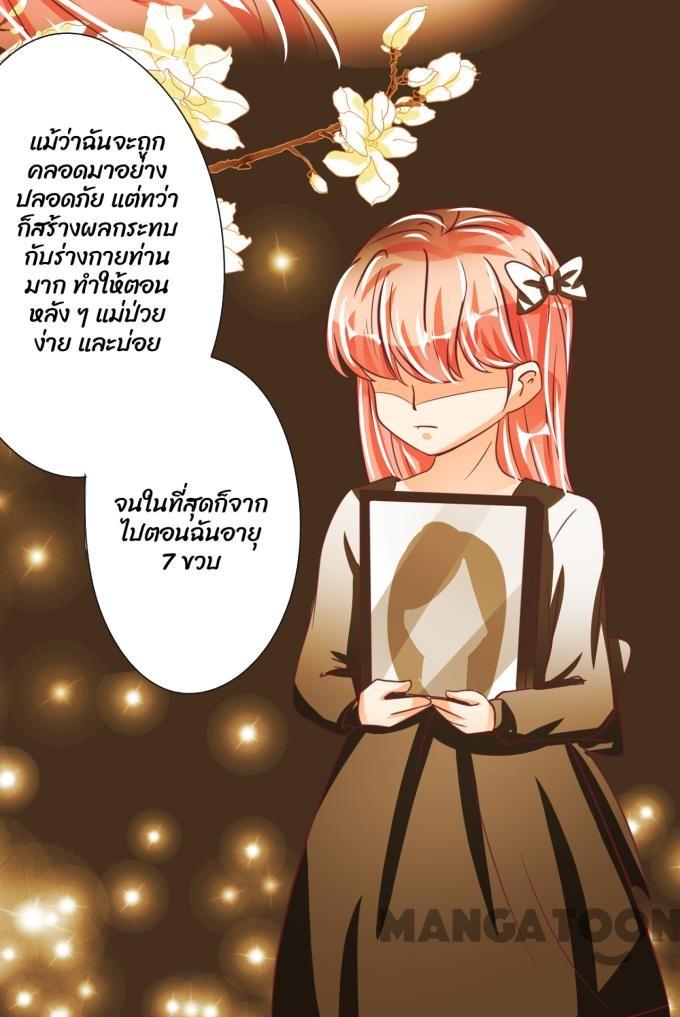 แม้ว่าฉันจะถูก
คลอดมาอย่าง
ปลอดภัย แต่ทว่า
ก็สร้างผลกระทบ
กับร่างกายท่าน
มาก ทำให้ตอน
หลัง ๆ แม่ป่วย
ง่าย และบ่อย
จนในที่สุดก็จาก
ไปตอนฉันอายุ
7 ขวบ
MANGATOON